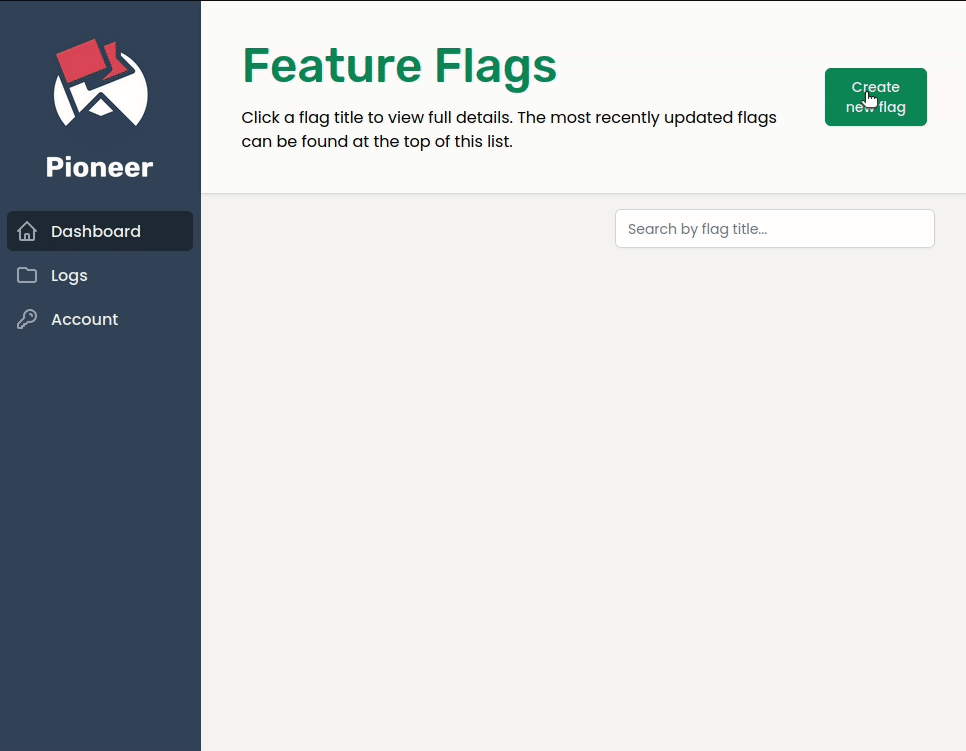 Pioneer
Dashboard
Logs
Account
Feature Flags
Click a flag title to view full details. The most recently updated flags
can be found at the top of this list.
Create
new flag
Search by flag title...